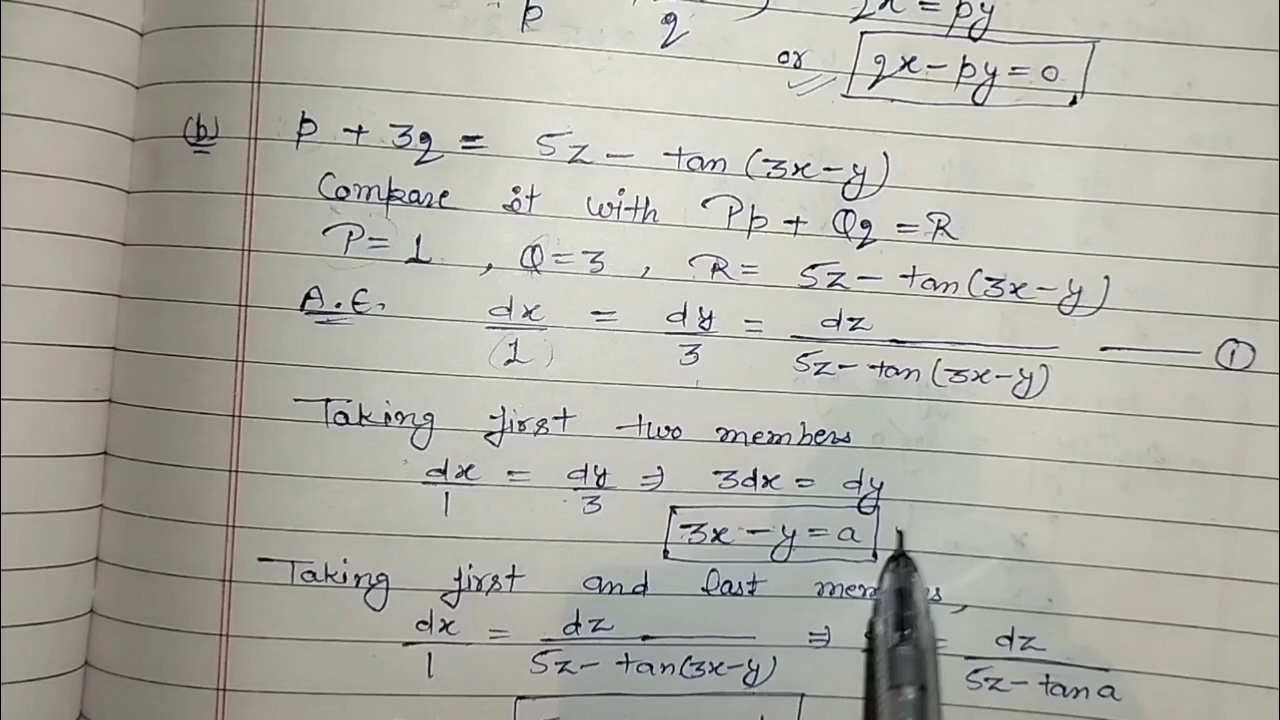 p q 2x = py
or qx - py = 0
(b) p + 3q = 5z - tan (3x-y)
Compare it with Pp + Qq = R
P = 1 , Q = 3 , R = 5z - tan(3x-y)
A.E. dx/1 = dy/3 = dz/(5z - tan(3x-y)) —— ①
Taking first two members
dx/1 = dy/3 ⇒ 3dx = dy
3x - y = a
Taking first and last
dx/1 = dz/(5z - tan(3x-y)) ⇒ = dz/(5z - tan a)